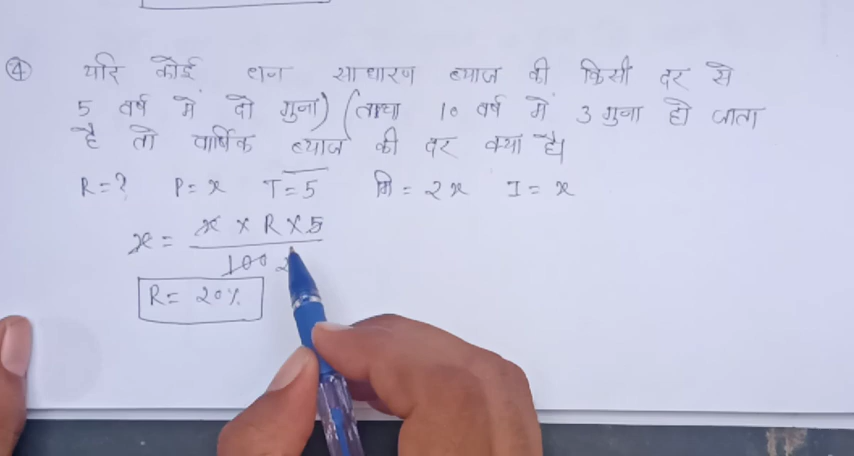 ④ यदि कोई धन साधारण ब्याज की किसी दर से
5 वर्ष में दो गुना) (तथा 10 वर्ष में 3 गुना हो जाता
है तो वार्षिक ब्याज की दर क्या है।
R=? P=x T=5 मि = 2x I = x
x = x × R × 5
100
R = 20%